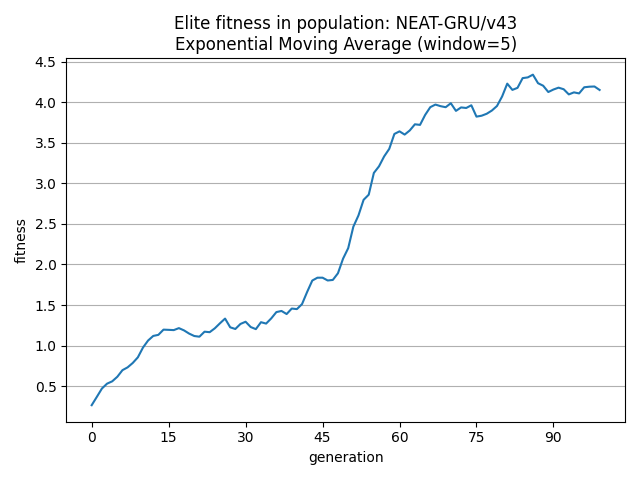 Elite fitness in population: NEAT-GRU/v43
Exponential Moving Average (window=5)
4.5
4.0
3.5
3.0
2.5
2.0
1.5
1.0
0.5
fitness
0 15 30 45 60 75 90
generation